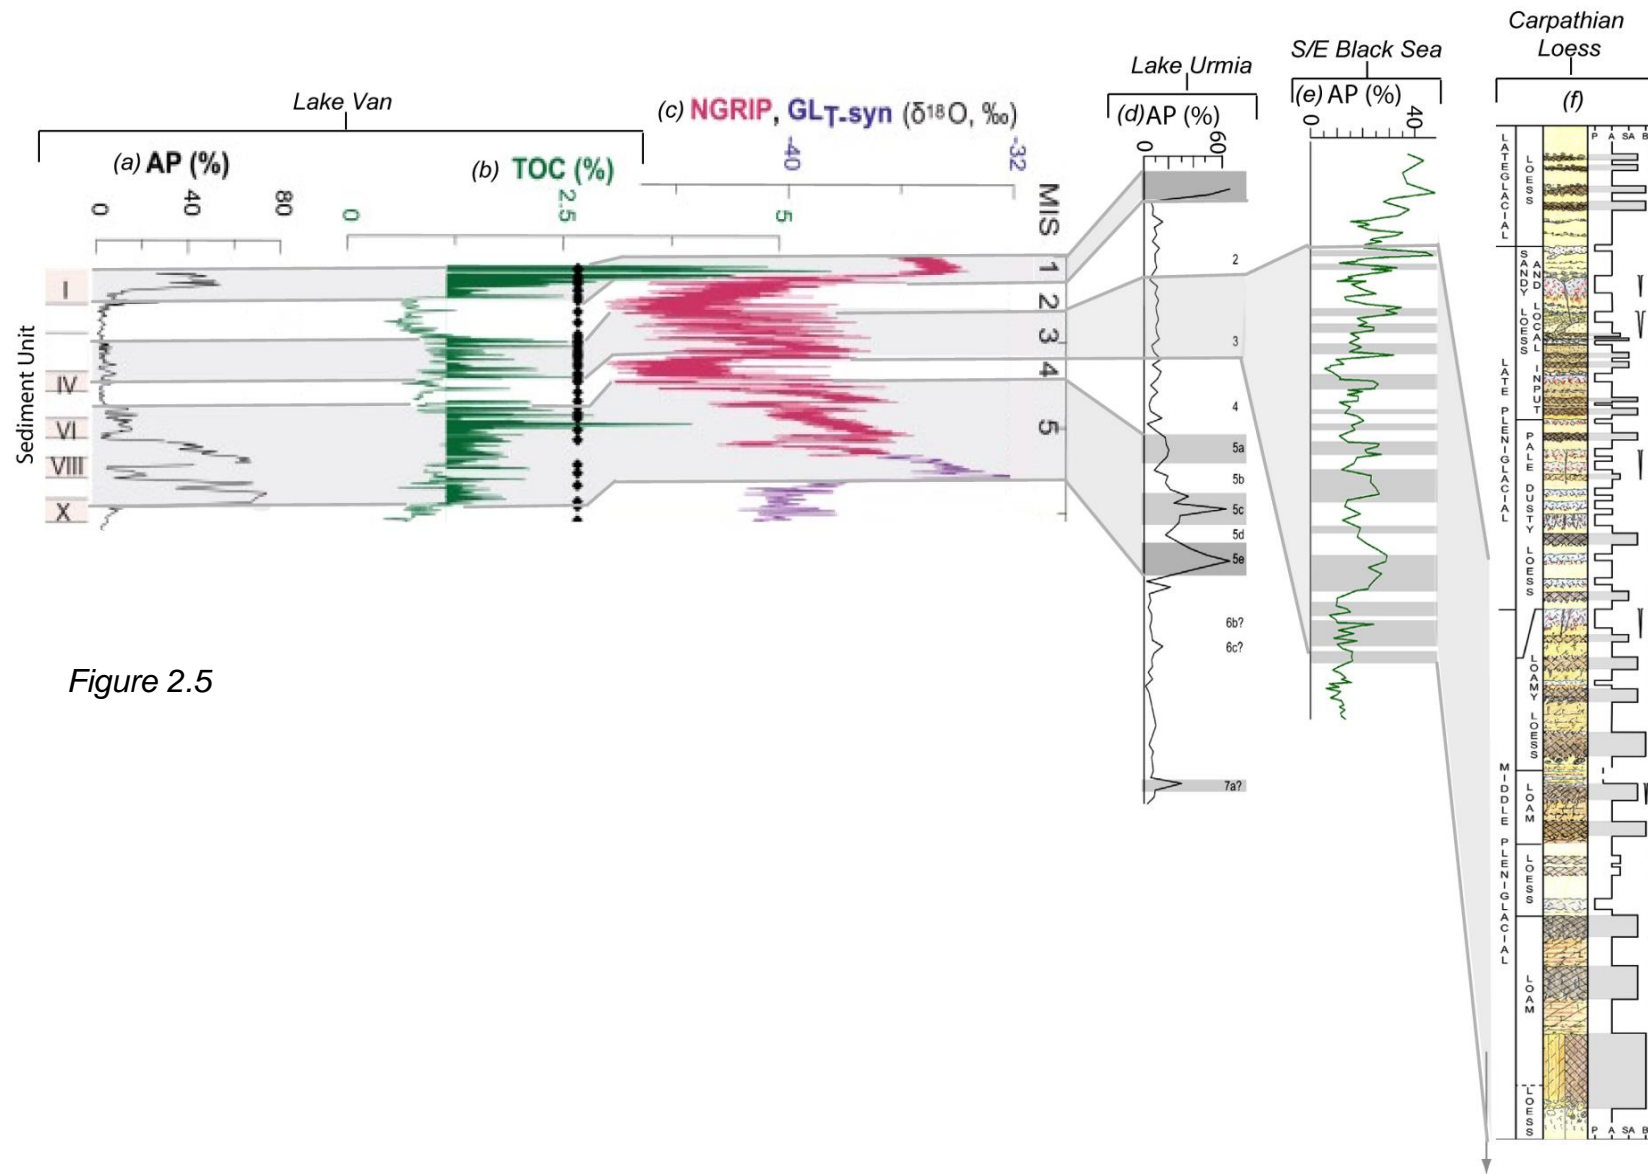 Carpathian
Loess
S/E Black Sea
Lake Urmia
Lake Van
(c) NGRIP, GLT-syn (δ18O, ‰)
(d) AP (%)
(e) AP (%)
(f)
(a) AP (%)
(b) TOC (%)
0 40 80
0 2.5 5
-40 -32
MIS
0 60
0 40
P A SA B
Sediment Unit
I
IV
VI
VIII
X
1
2
3
4
5
2
3
4
5a
5b
5c
5d
5e
6b?
6c?
7a?
LATEGLACIAL
LOESS
LATE PLENIGLACIAL
SANDY LOESS
AND LOCAL INPUT
PALE DUSTY LOESS
MIDDLE PLENIGLACIAL
LOAMY LOESS
LOAM
LOESS
LOAM
LOESS
P A SA B
Figure 2.5